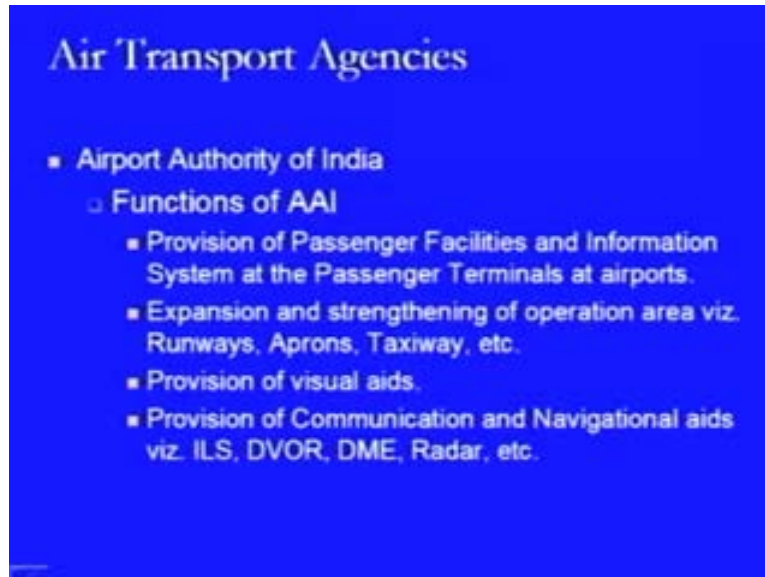 Air Transport Agencies
Airport Authority of India
Functions of AAI
Provision of Passenger Facilities and Information
System at the Passenger Terminals at airports.
Expansion and strengthening of operation area viz.
Runways, Aprons, Taxiway, etc.
Provision of visual aids.
Provision of Communication and Navigational aids
viz. ILS, DVOR, DME, Radar, etc.